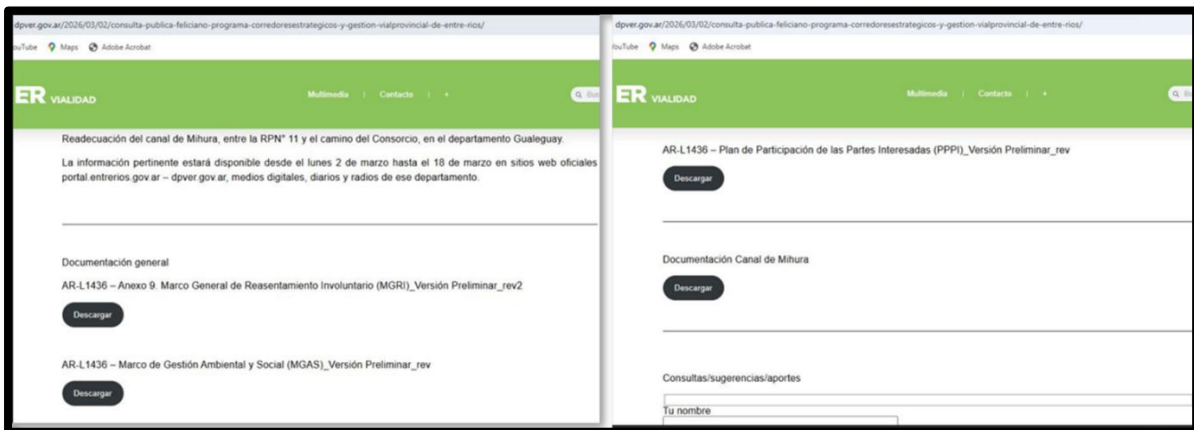 dpver.gov.ar/2026/03/02/consulta-publica-feliciano-programa-corredoresestrategicos-y-gestion-vialprovincial-de-entre-rios/
ouTube Maps Adobe Acrobat
ER VIALIDAD
Multimedia | Contacto | +
Readecuación del canal de Mihura, entre la RPN° 11 y el camino del Consorcio, en el departamento Gualeguay.
La información pertinente estará disponible desde el lunes 2 de marzo hasta el 18 de marzo en sitios web oficiales
portal.entrerios.gov.ar – dpver.gov.ar, medios digitales, diarios y radios de ese departamento.
Documentación general
AR-L1436 – Anexo 9. Marco General de Reasentamiento Involuntario (MGRI)_Versión Preliminar_rev2
Descargar
AR-L1436 – Marco de Gestión Ambiental y Social (MGAS)_Versión Preliminar_rev
Descargar
dpver.gov.ar/2026/03/02/consulta-publica-feliciano-programa-corredoresestrategicos-y-gestion-vialprovincial-de-entre-rios/
ouTube Maps Adobe Acrobat
ER VIALIDAD
Multimedia | Contacto | +
AR-L1436 – Plan de Participación de las Partes Interesadas (PPPI)_Versión Preliminar_rev
Descargar
Documentación Canal de Mihura
Descargar
Consultas/sugerencias/aportes
Tu nombre